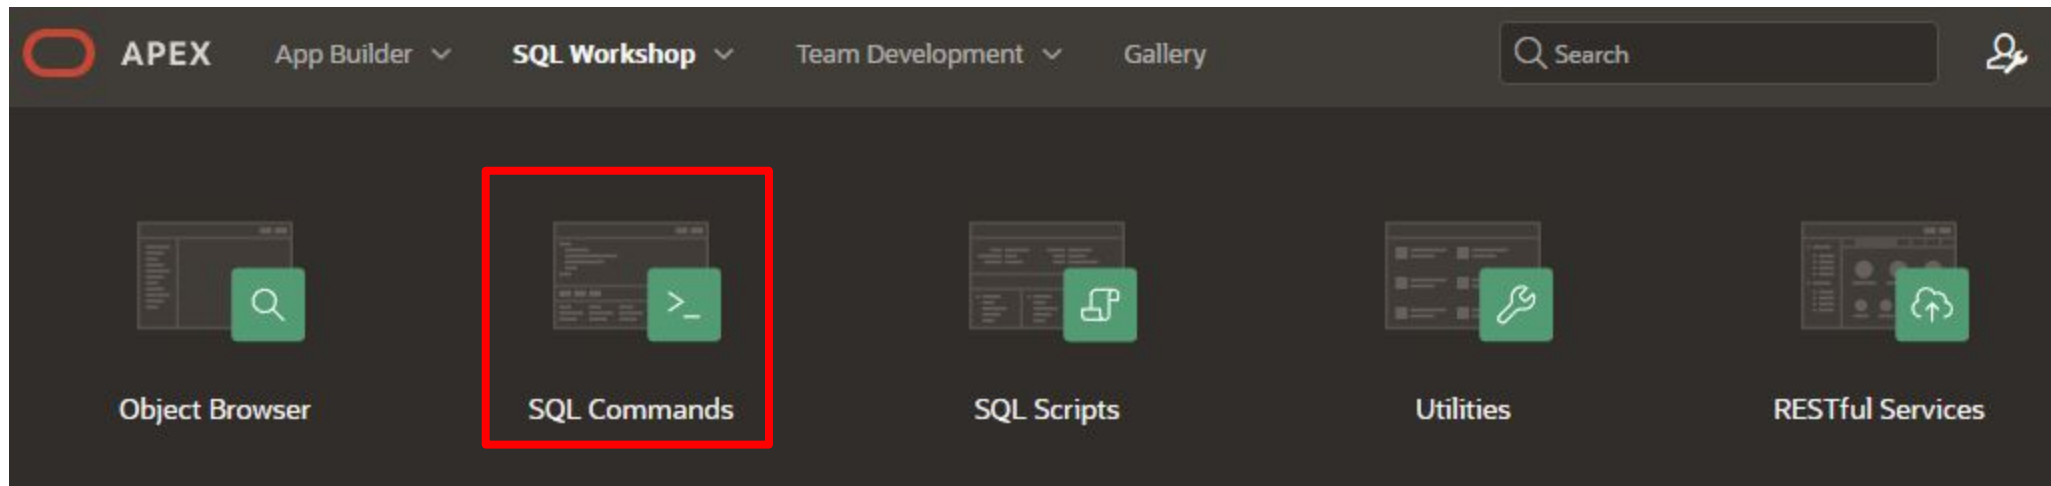 APEX App Builder SQL Workshop Team Development Gallery Search
Object Browser SQL Commands SQL Scripts Utilities RESTful Services